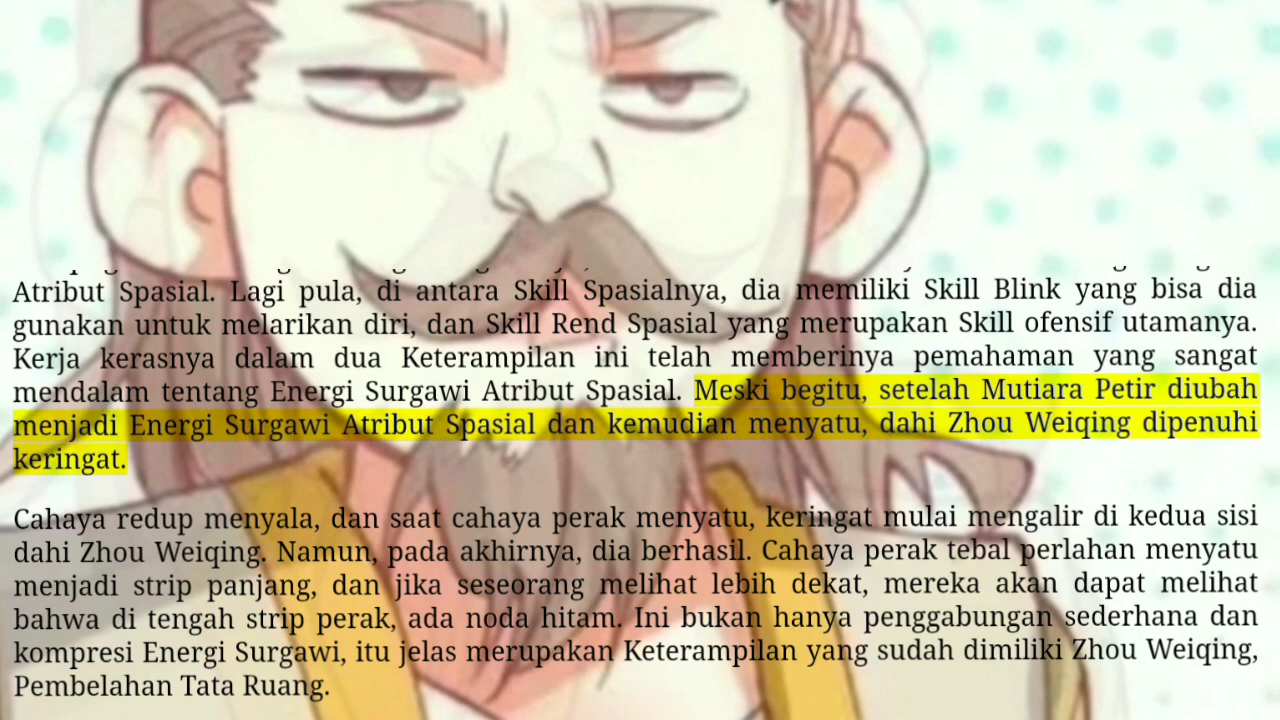 Atribut Spasial. Lagi pula, di antara Skill Spasialnya, dia memiliki Skill Blink yang bisa dia
gunakan untuk melarikan diri, dan Skill Rend Spasial yang merupakan Skill ofensif utamanya.
Kerja kerasnya dalam dua Keterampilan ini telah memberinya pemahaman yang sangat
mendalam tentang Energi Surgawi Atribut Spasial. Meski begitu, setelah Mutiara Petir diubah
menjadi Energi Surgawi Atribut Spasial dan kemudian menyatu, dahi Zhou Weiqing dipenuhi
keringat.
Cahaya redup menyala, dan saat cahaya perak menyatu, keringat mulai mengalir di kedua sisi
dahi Zhou Weiqing. Namun, pada akhirnya, dia berhasil. Cahaya perak tebal perlahan menyatu
menjadi strip panjang, dan jika seseorang melihat lebih dekat, mereka akan dapat melihat
bahwa di tengah strip perak, ada noda hitam. Ini bukan hanya penggabungan sederhana dan
kompresi Energi Surgawi, itu jelas merupakan Keterampilan yang sudah dimiliki Zhou Weiqing,
Pembelahan Tata Ruang.